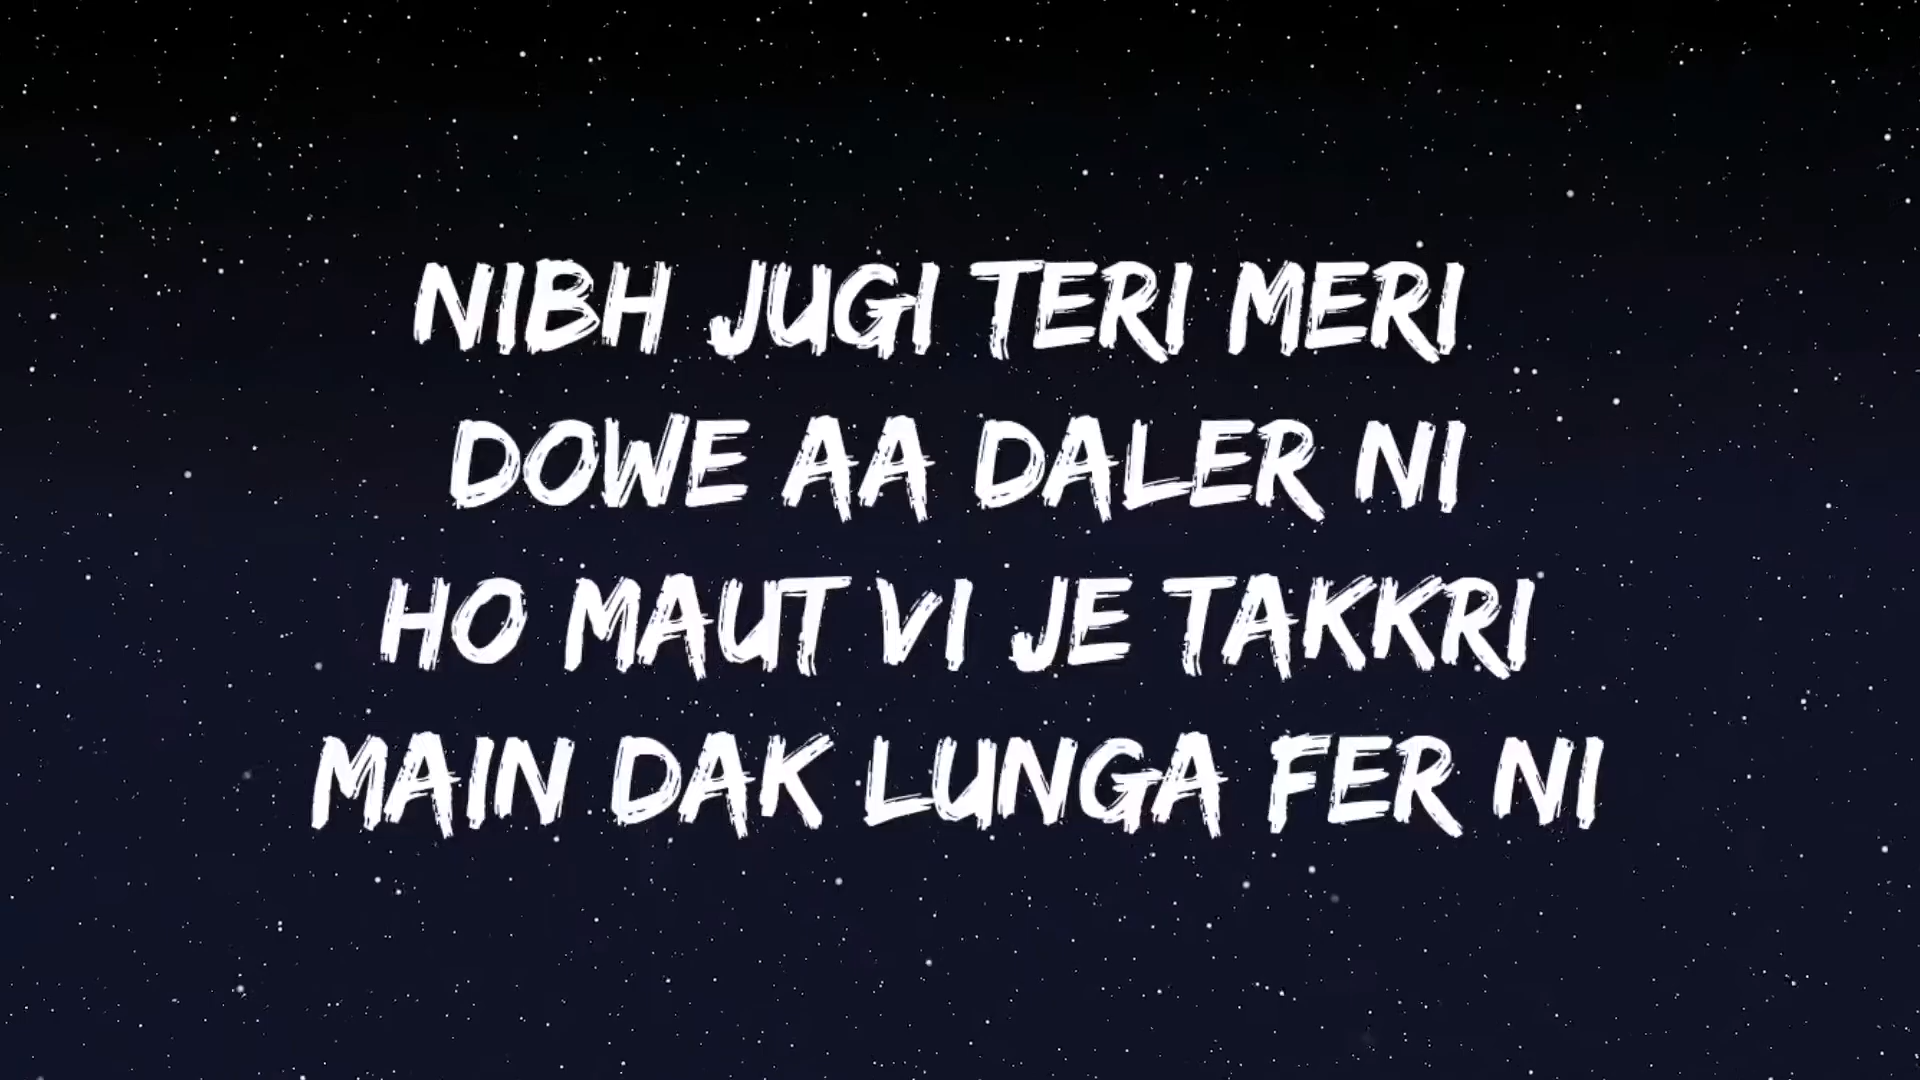 NIBH JUGI TERI MERI
DOWE AA DALER NI
HO MAUT VI JE TAKKRI
MAIN DAK LUNGA FER NI